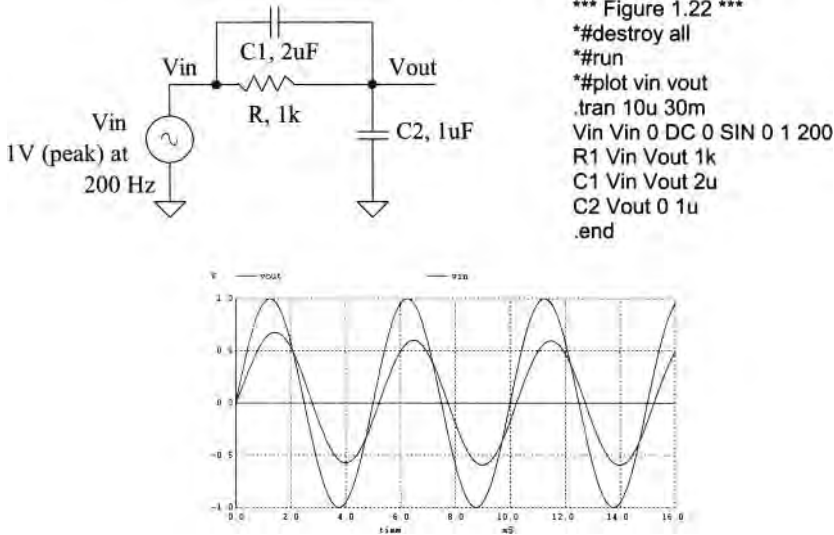 C1, 2uF
Vin
Vout
R, 1k
Vin
1V (peak) at
200 Hz
C2, 1uF
*** Figure 1.22 ***
*#destroy all
*#run
*#plot vin vout
.tran 10u 30m
Vin Vin 0 DC 0 SIN 0 1 200
R1 Vin Vout 1k
C1 Vin Vout 2u
C2 Vout 0 1u
.end
V vout vin
1.0
0.5
0.0
-0.5
-1.0
0.0 2.0 4.0 6.0 8.0 10.0 12.0 14.0 16.0
time mS